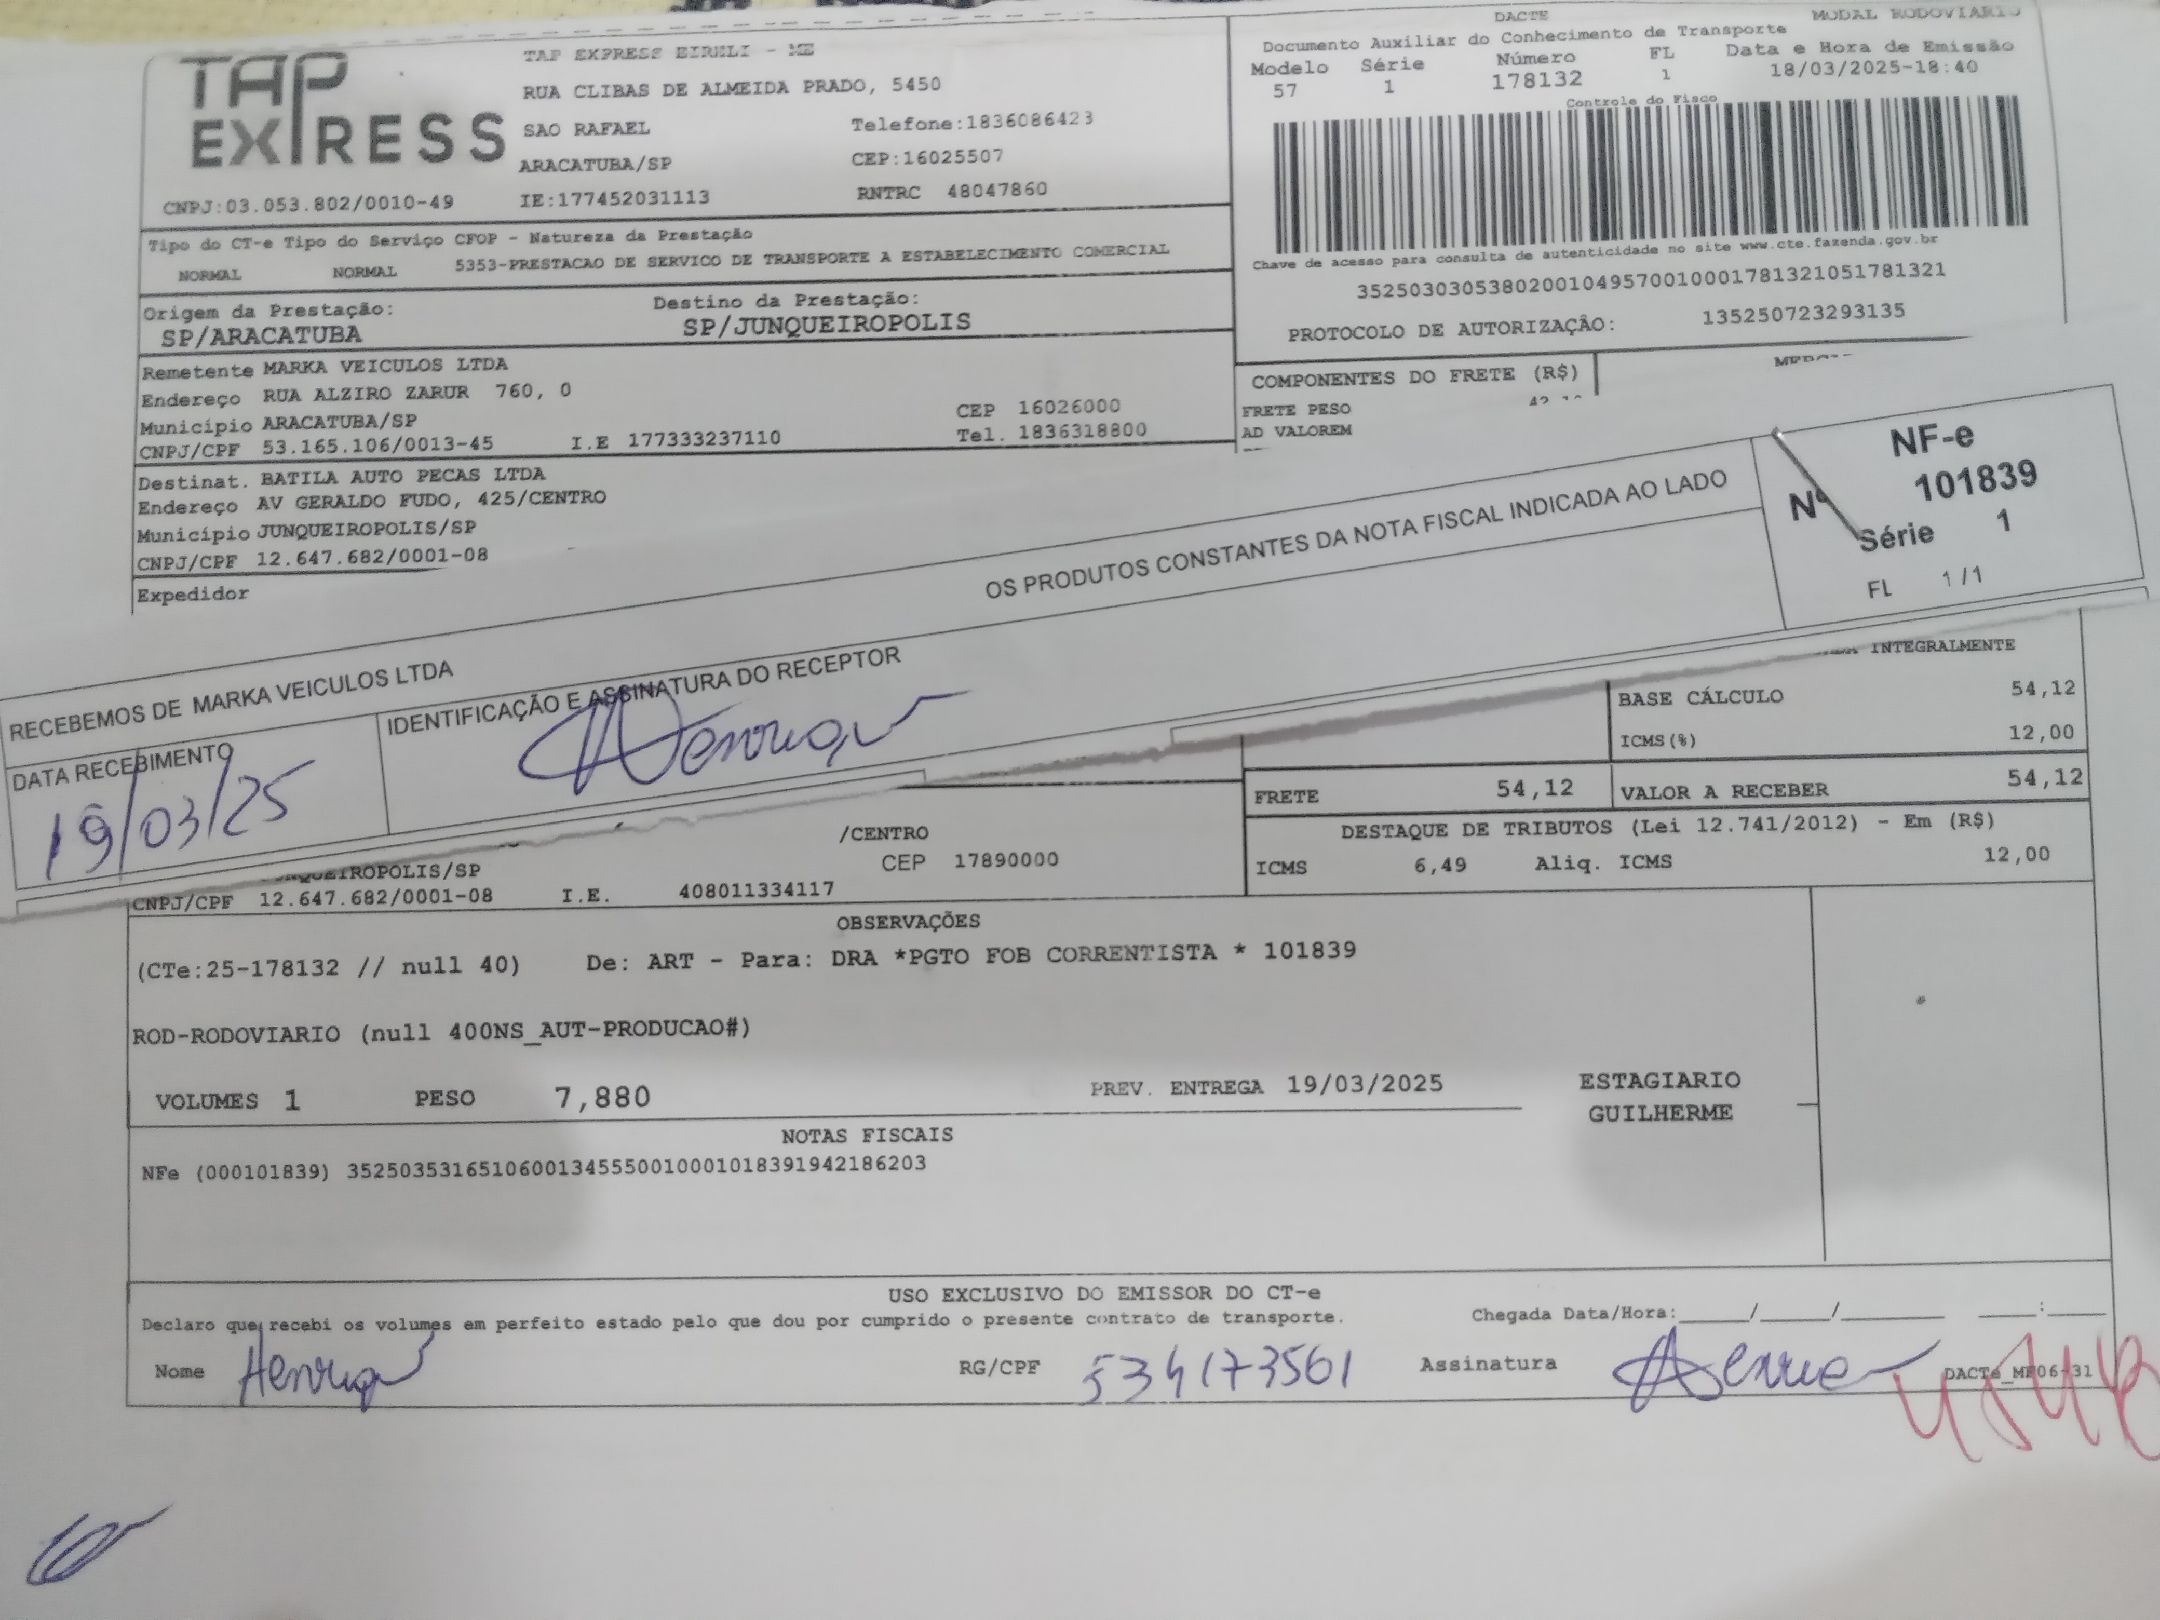 TAP EXPRESS
TAP EXPRESS EIRELI - ME
RUA CLIBAS DE ALMEIDA PRADO, 5450
SAO RAFAEL Telefone:1836086423
ARACATUBA/SP CEP:16025507
CNPJ:03.053.802/0010-49 IE:177452031113 RNTRC 48047860
DACTE MODAL RODOVIARIO
Documento Auxiliar do Conhecimento de Transporte
Modelo Série Número FL Data e Hora de Emissão
57 1 178132 1 18/03/2025-18:40
Controle do Fisco
Chave de acesso para consulta de autenticidade no site www.cte.fazenda.gov.br
35250303053802001049570010001781321051781321
PROTOCOLO DE AUTORIZAÇÃO: 135250723293135
Tipo do CT-e Tipo do Serviço CFOP - Natureza da Prestação
NORMAL NORMAL 5353-PRESTACAO DE SERVICO DE TRANSPORTE A ESTABELECIMENTO COMERCIAL
Origem da Prestação: Destino da Prestação:
SP/ARACATUBA SP/JUNQUEIROPOLIS
Remetente MARKA VEICULOS LTDA
Endereço RUA ALZIRO ZARUR 760, 0
Município ARACATUBA/SP CEP 16026000
CNPJ/CPF 53.165.106/0013-45 I.E 177333237110 Tel. 1836318800
COMPONENTES DO FRETE (R$)
FRETE PESO
AD VALOREM
Destinat. BATILA AUTO PECAS LTDA
Endereço AV GERALDO FUDO, 425/CENTRO
Município JUNQUEIROPOLIS/SP
CNPJ/CPF 12.647.682/0001-08
Expedidor
RECEBEMOS DE MARKA VEICULOS LTDA OS PRODUTOS CONSTANTES DA NOTA FISCAL INDICADA AO LADO
DATA RECEBIMENTO IDENTIFICAÇÃO E ASSINATURA DO RECEPTOR
19/03/25 Henrique
NF-e
Nº 101839
Série 1
FL 1/1
INTEGRALMENTE
BASE CÁLCULO 54,12
ICMS(%) 12,00
FRETE 54,12 VALOR A RECEBER 54,12
DESTAQUE DE TRIBUTOS (Lei 12.741/2012) - Em (R$)
ICMS 6,49 Aliq. ICMS 12,00
/CENTRO
QUEIROPOLIS/SP CEP 17890000
CNPJ/CPF 12.647.682/0001-08 I.E. 408011334117
OBSERVAÇÕES
(CTe:25-178132 // null 40) De: ART - Para: DRA *PGTO FOB CORRENTISTA * 101839
ROD-RODOVIARIO (null 400NS_AUT-PRODUCAO#)
VOLUMES 1 PESO 7,880 PREV. ENTREGA 19/03/2025 ESTAGIARIO
GUILHERME
NOTAS FISCAIS
NFe (000101839) 35250353165106001345550010001018391942186203
USO EXCLUSIVO DO EMISSOR DO CT-e
Declaro que recebi os volumes em perfeito estado pelo que dou por cumprido o presente contrato de transporte. Chegada Data/Hora:_____/_____/________ ____:_____
Nome Henrique RG/CPF 534173561 Assinatura Henrique DACTe_MF06-31